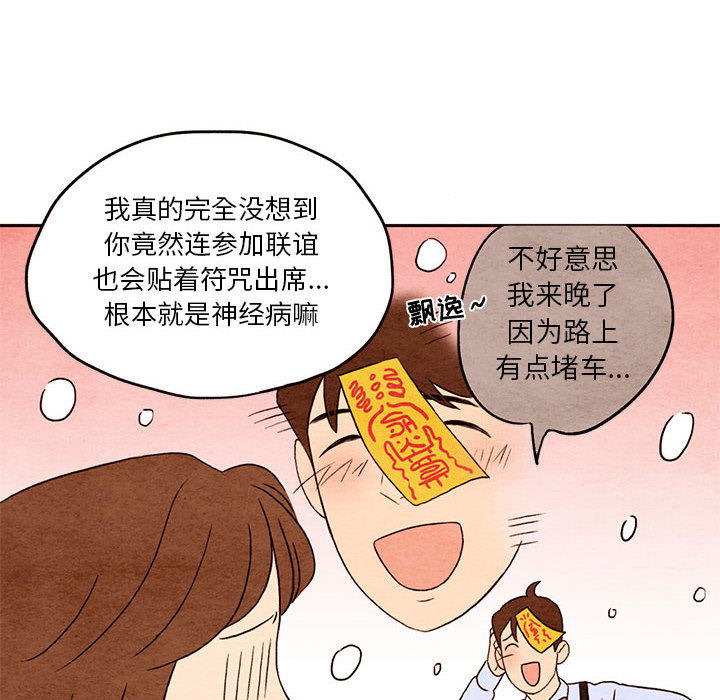 我真的完全没想到
你竟然连参加联谊
也会贴着符咒出席...
根本就是神经病嘛
飘逸~
不好意思
我来晚了
因为路上
有点堵车...